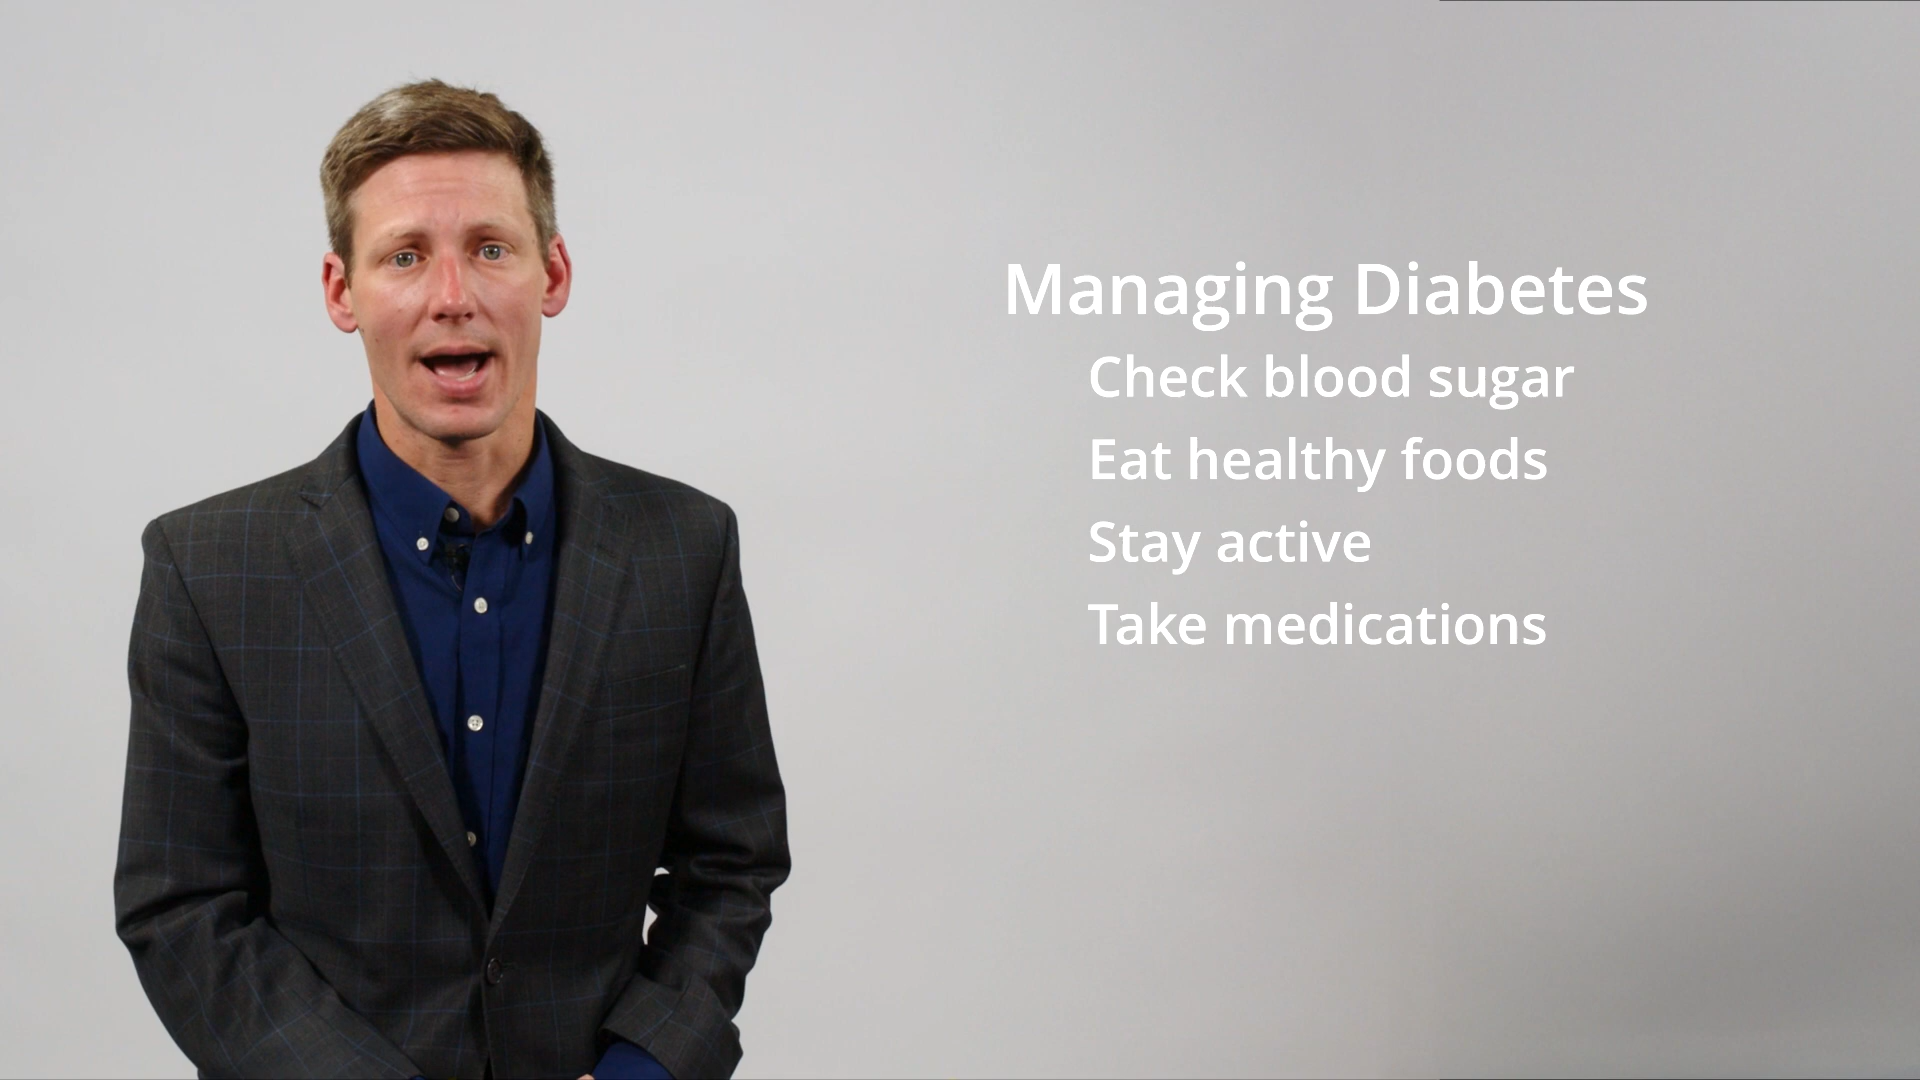 Managing Diabetes
Check blood sugar
Eat healthy foods
Stay active
Take medications